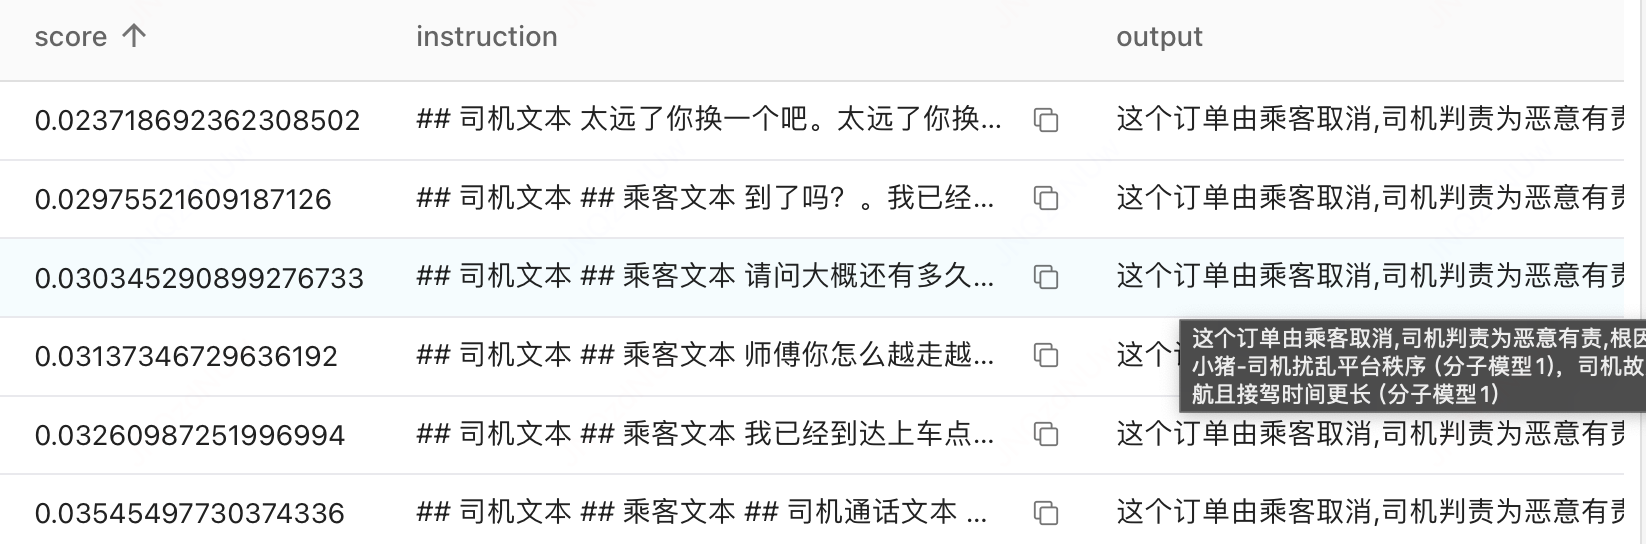 score ↑ instruction output
0.023718692362308502 ## 司机文本 太远了你换一个吧。太远了你换... 这个订单由乘客取消,司机判责为恶意有责
0.02975521609187126 ## 司机文本 ## 乘客文本 到了吗？。我已经... 这个订单由乘客取消,司机判责为恶意有责
0.030345290899276733 ## 司机文本 ## 乘客文本 请问大概还有多久... 这个订单由乘客取消,司机判责为恶意有责
0.03137346729636192 ## 司机文本 ## 乘客文本 师傅你怎么越走越... 这个
这个订单由乘客取消,司机判责为恶意有责,根因
小猪-司机扰乱平台秩序 (分子模型1)，司机故
航且接驾时间更长 (分子模型1)
0.03260987251996994 ## 司机文本 ## 乘客文本 我已经到达上车点... 这个订单由乘客取消,司机判责为恶意有责
0.03545497730374336 ## 司机文本 ## 乘客文本 ## 司机通话文本 ... 这个订单由乘客取消,司机判责为恶意有责